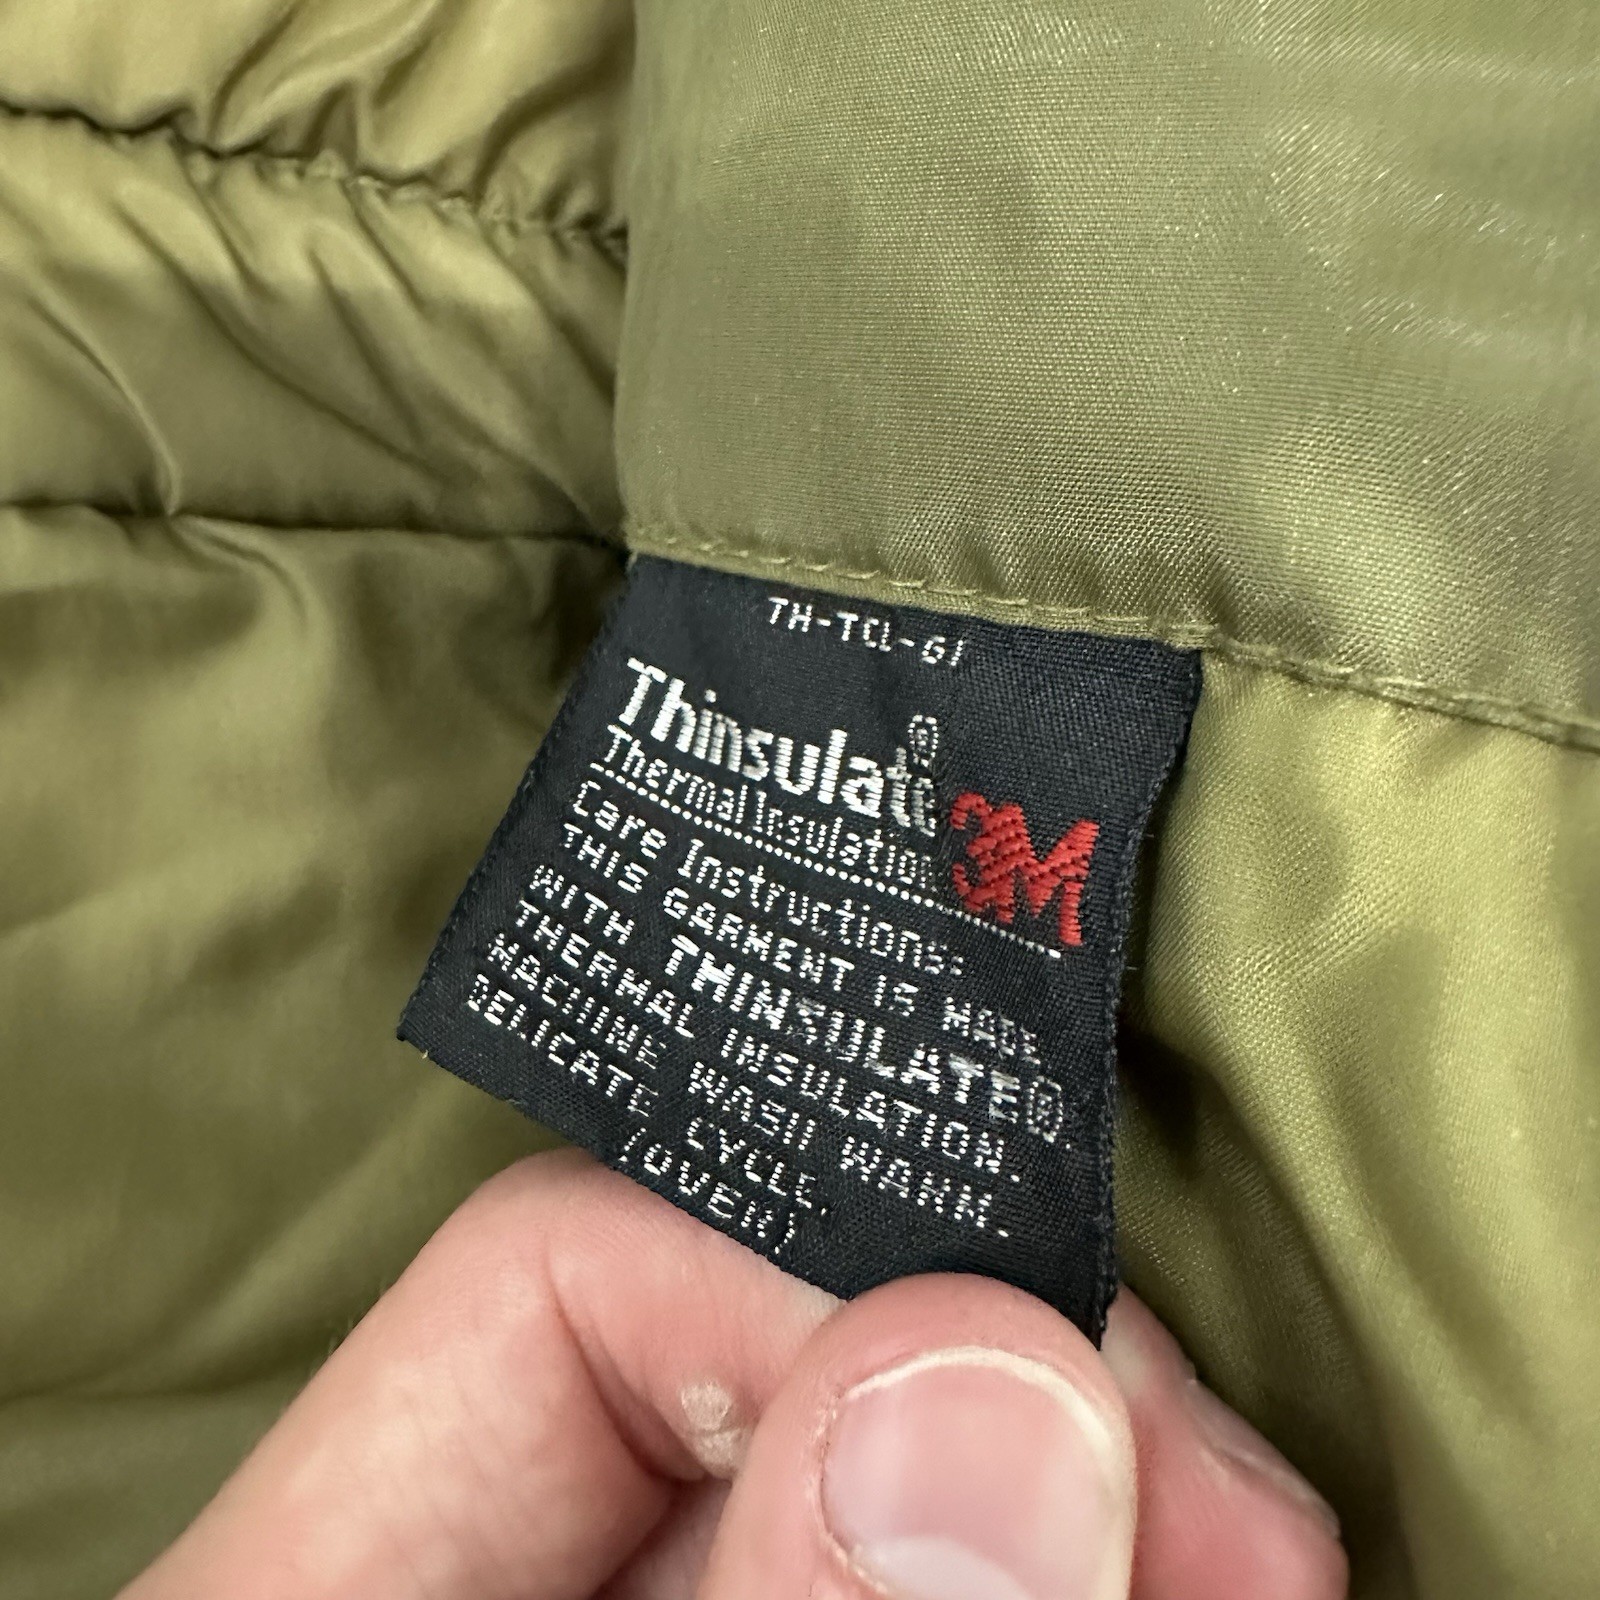 TH-TCL-G1
Thinsulate®
Thermal Insulation
3M
Care Instructions:
THIS GARMENT IS MADE
WITH THINSULATE®
THERMAL INSULATION.
MACHINE WASH WARM.
DELICATE CYCLE.
(OVER)